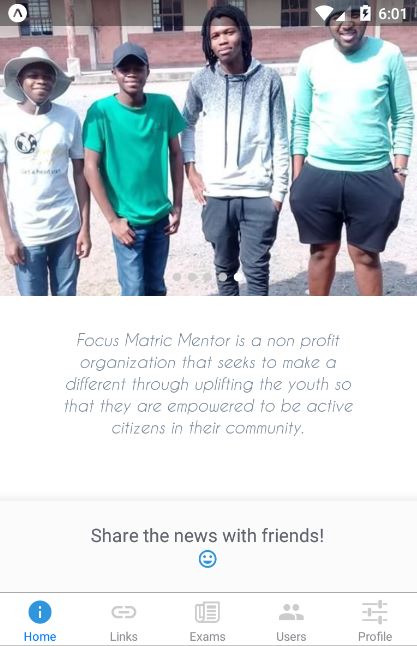 6:01
Focus Matric Mentor is a non profit
organization that seeks to make a
different through uplifting the youth so
that they are empowered to be active
citizens in their community.
Share the news with friends!
Home
Links
Exams
Users
Profile